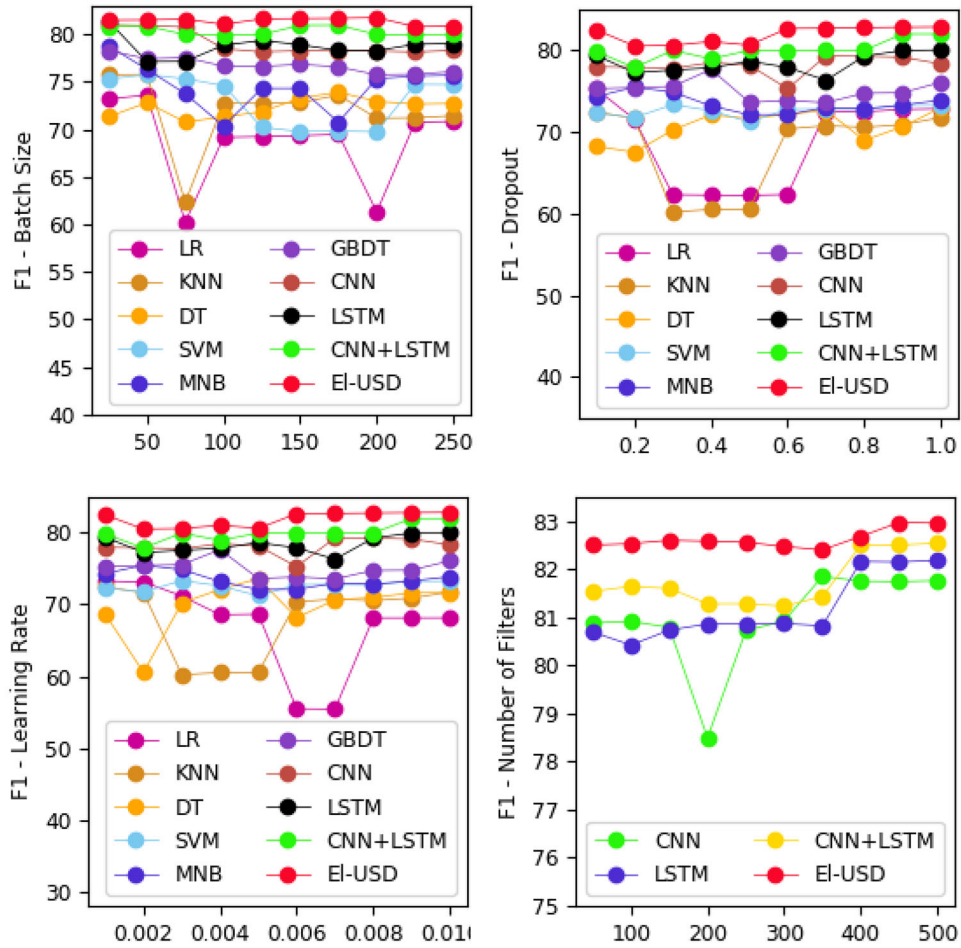 F1 - Batch Size
80
75
70
65
60
55
50
45
40
LR
KNN
DT
SVM
MNB
GBDT
CNN
LSTM
CNN+LSTM
El-USD
50 100 150 200 250
F1 - Dropout
80
70
60
50
40
LR
KNN
DT
SVM
MNB
GBDT
CNN
LSTM
CNN+LSTM
El-USD
0.2 0.4 0.6 0.8 1.0
F1 - Learning Rate
80
70
60
50
40
30
LR
KNN
DT
SVM
MNB
GBDT
CNN
LSTM
CNN+LSTM
El-USD
0.002 0.004 0.006 0.008 0.010
F1 - Number of Filters
83
82
81
80
79
78
77
76
75
CNN
LSTM
CNN+LSTM
El-USD
100 200 300 400 500